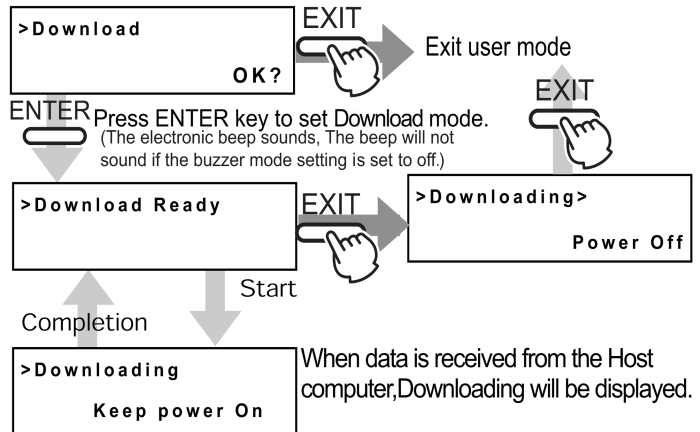 >Download
OK?
EXIT
Exit user mode
ENTER
Press ENTER key to set Download mode.
(The electronic beep sounds, The beep will not
sound if the buzzer mode setting is set to off.)
EXIT
>Download Ready
EXIT
>Downloading>
Power Off
Start
Completion
>Downloading
Keep power On
When data is received from the Host
computer,Downloading will be displayed.